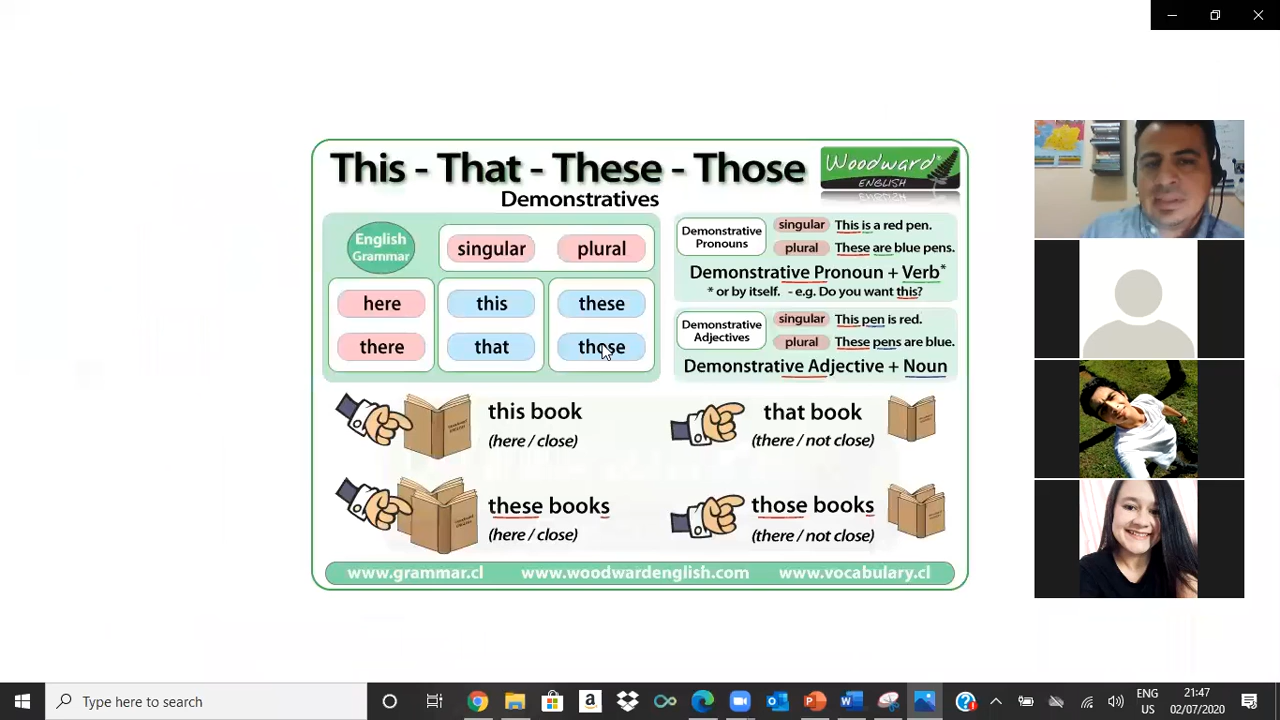 This - That - These - Those
Woodward
ENGLISH
Demonstratives
English
Grammar
singular plural
here this these
there that those
Demonstrative
Pronouns
singular This is a red pen.
plural These are blue pens.
Demonstrative Pronoun + Verb*
* or by itself. - e.g. Do you want this?
Demonstrative
Adjectives
singular This pen is red.
plural These pens are blue.
Demonstrative Adjective + Noun
this book
(here / close)
that book
(there / not close)
these books
(here / close)
those books
(there / not close)
www.grammar.cl www.woodwardenglish.com www.vocabulary.cl
Type here to search
ENG
US
21:47
02/07/2020